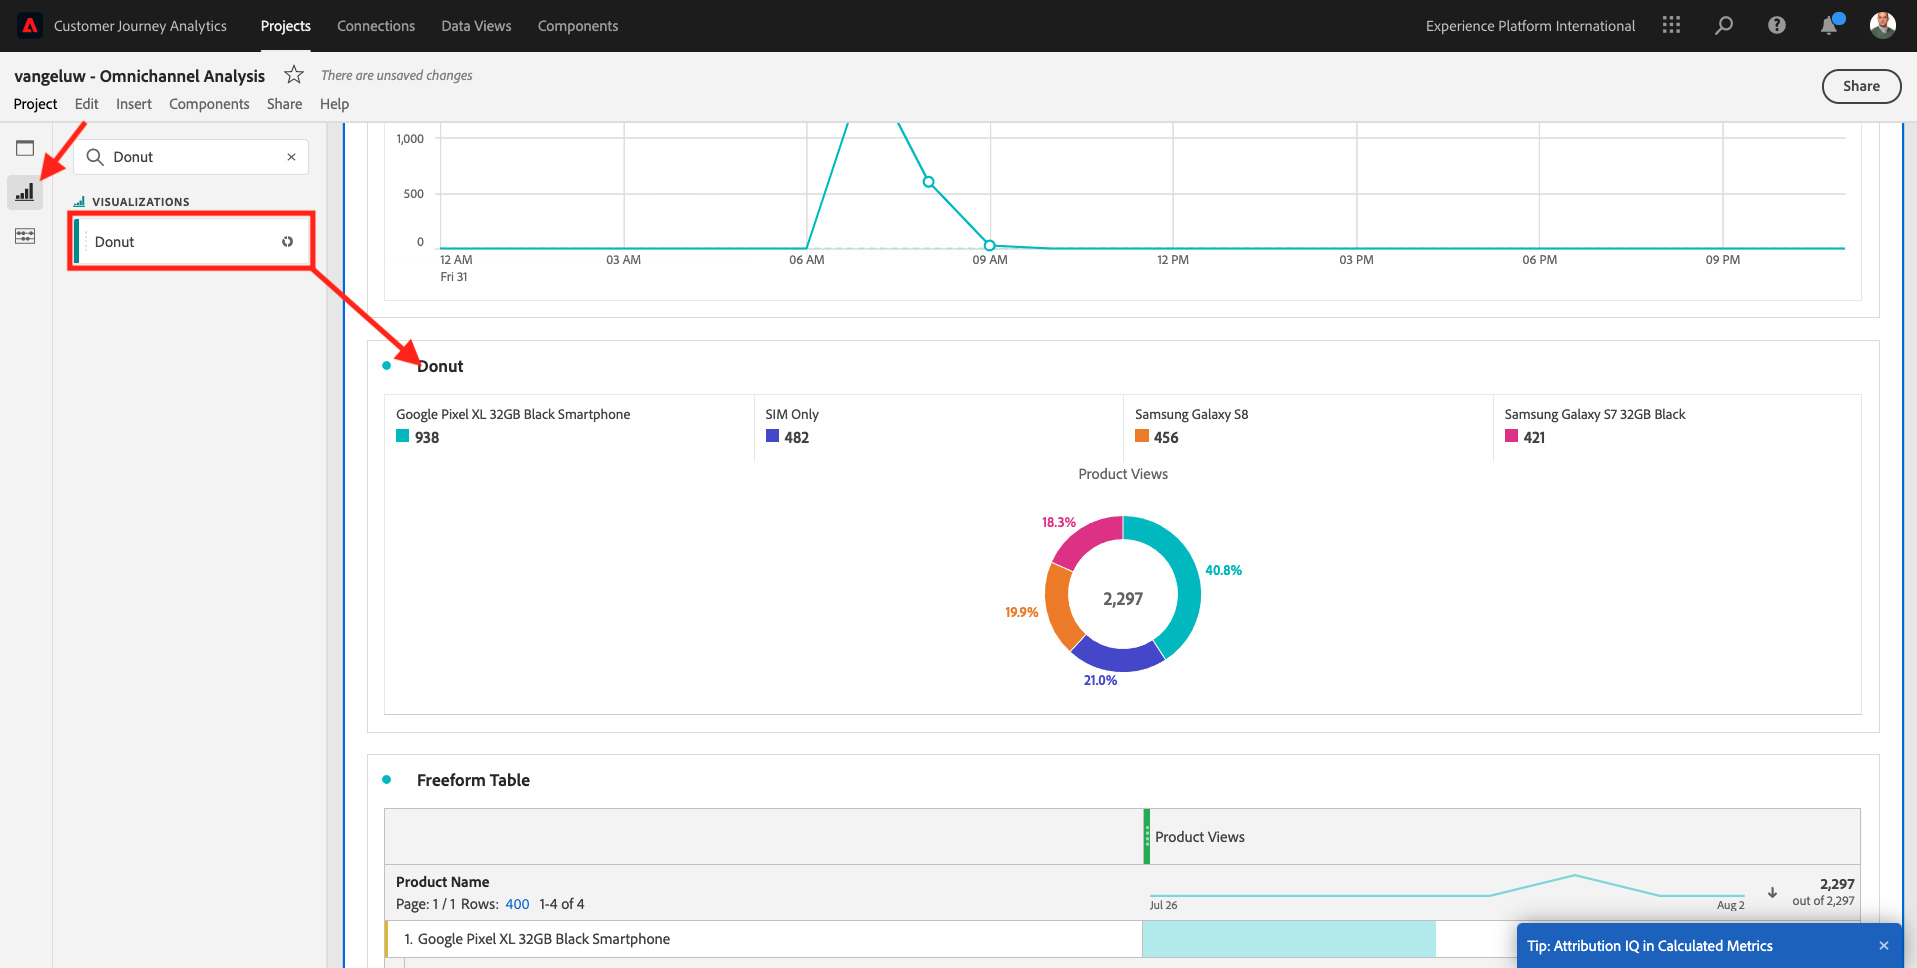 Customer Journey Analytics Projects Connections Data Views Components Experience Platform International
vangeluw - Omnichannel Analysis There are unsaved changes
Share
Project Edit Insert Components Share Help
Donut
VISUALIZATIONS
Donut
1,000
500
0
12 AM 03 AM 06 AM 09 AM 12 PM 03 PM 06 PM 09 PM
Fri 31
Donut
Google Pixel XL 32GB Black Smartphone SIM Only Samsung Galaxy S8 Samsung Galaxy S7 32GB Black
938 482 456 421
Product Views
18.3%
40.8%
2,297
19.9%
21.0%
Freeform Table
Product Views
Product Name
Page: 1 / 1 Rows: 400 1-4 of 4
Jul 26 Aug 2
2,297
out of 2,297
1. Google Pixel XL 32GB Black Smartphone
Tip: Attribution IQ in Calculated Metrics